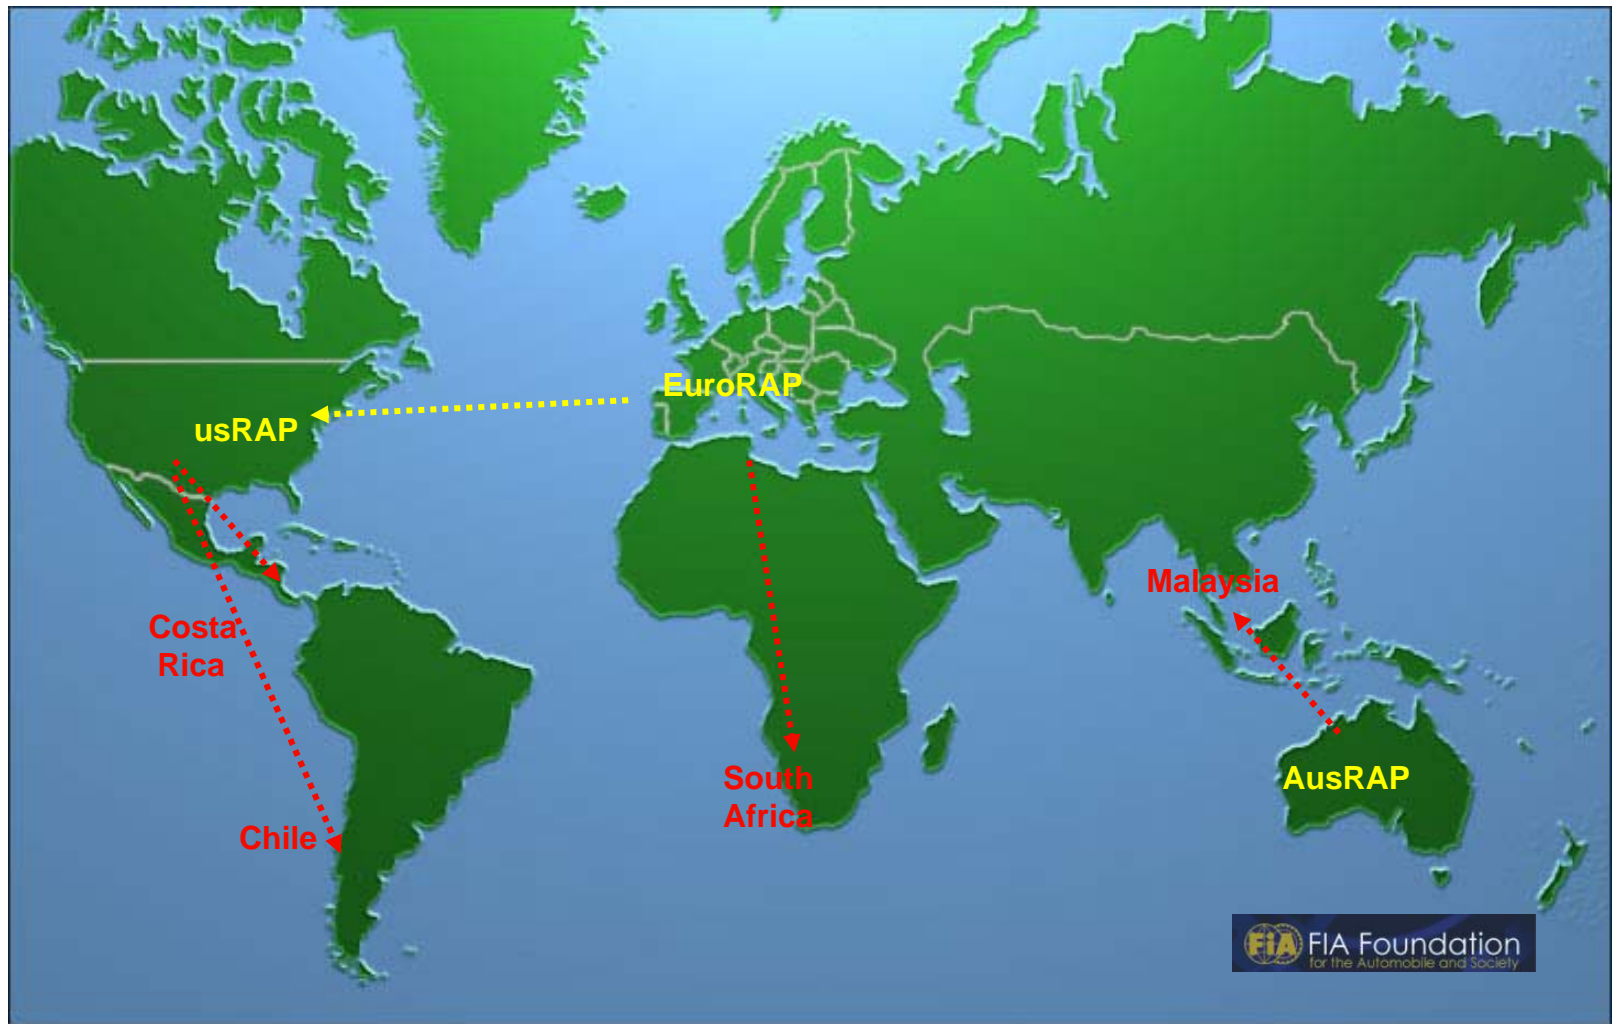 EuroRAP
usRAP
Malaysia
Costa
Rica
South
Africa
AusRAP
Chile
FiA FIA Foundation
for the Automobile and Society